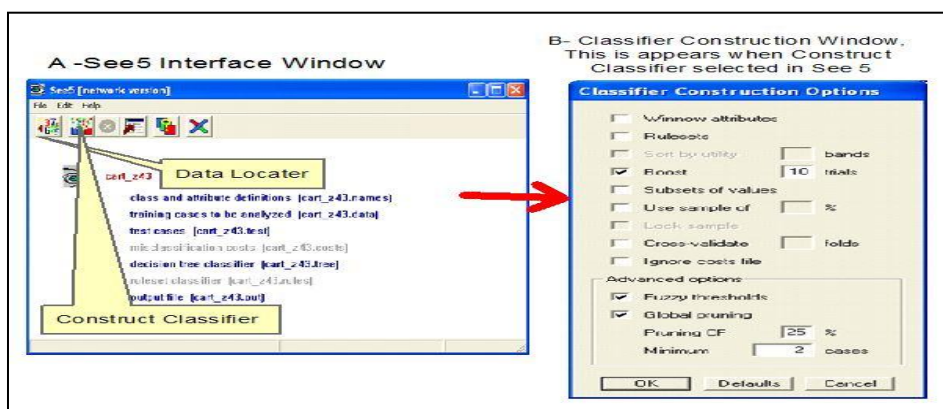 A -See5 Interface Window
See5 [network version]
File Edit Help
Data Locater
cart_z43
class and attribute definitions [cart_z43.names]
training cases to be analyzed [cart_z43.data]
test cases [cart_z43.test]
misclassification costs [cart_z43.costs]
decision tree classifier [cart_z43.tree]
ruleset classifier [cart_z43.rules]
output file [cart_z43.out]
Construct Classifier
B- Classifier Construction Window,
This is appears when Construct
Classifier selected in See 5
Classifier Construction Options
Winnow attributes
Rulesets
Sort by utility bands
Boost 10 trials
Subsets of values
Use sample of %
Lock sample
Cross-validate folds
Ignore costs file
Advanced options
Fuzzy thresholds
Global pruning
Pruning CF 25 %
Minimum 2 cases
OK Defaults Cancel